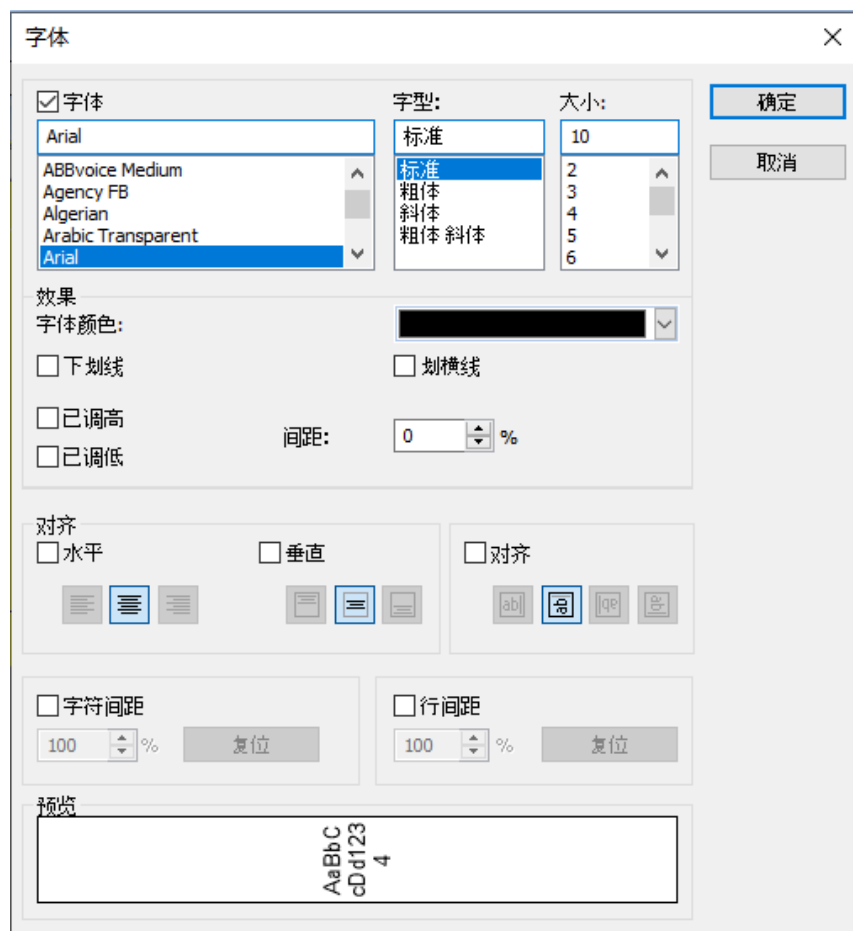 字体
字体 字型: 大小:
Arial 标准 10
ABBvoice Medium 标准 2
Agency FB 粗体 3
Algerian 斜体 4
Arabic Transparent 粗体 斜体 5
Arial 6
确定
取消
效果
字体颜色:
下划线 划横线
已调高
间距: 0 %
已调低
对齐
水平 垂直 对齐
ab ab ab ab
字符间距 行间距
100 % 复位 100 % 复位
预览
AaBbC
cDd123
4